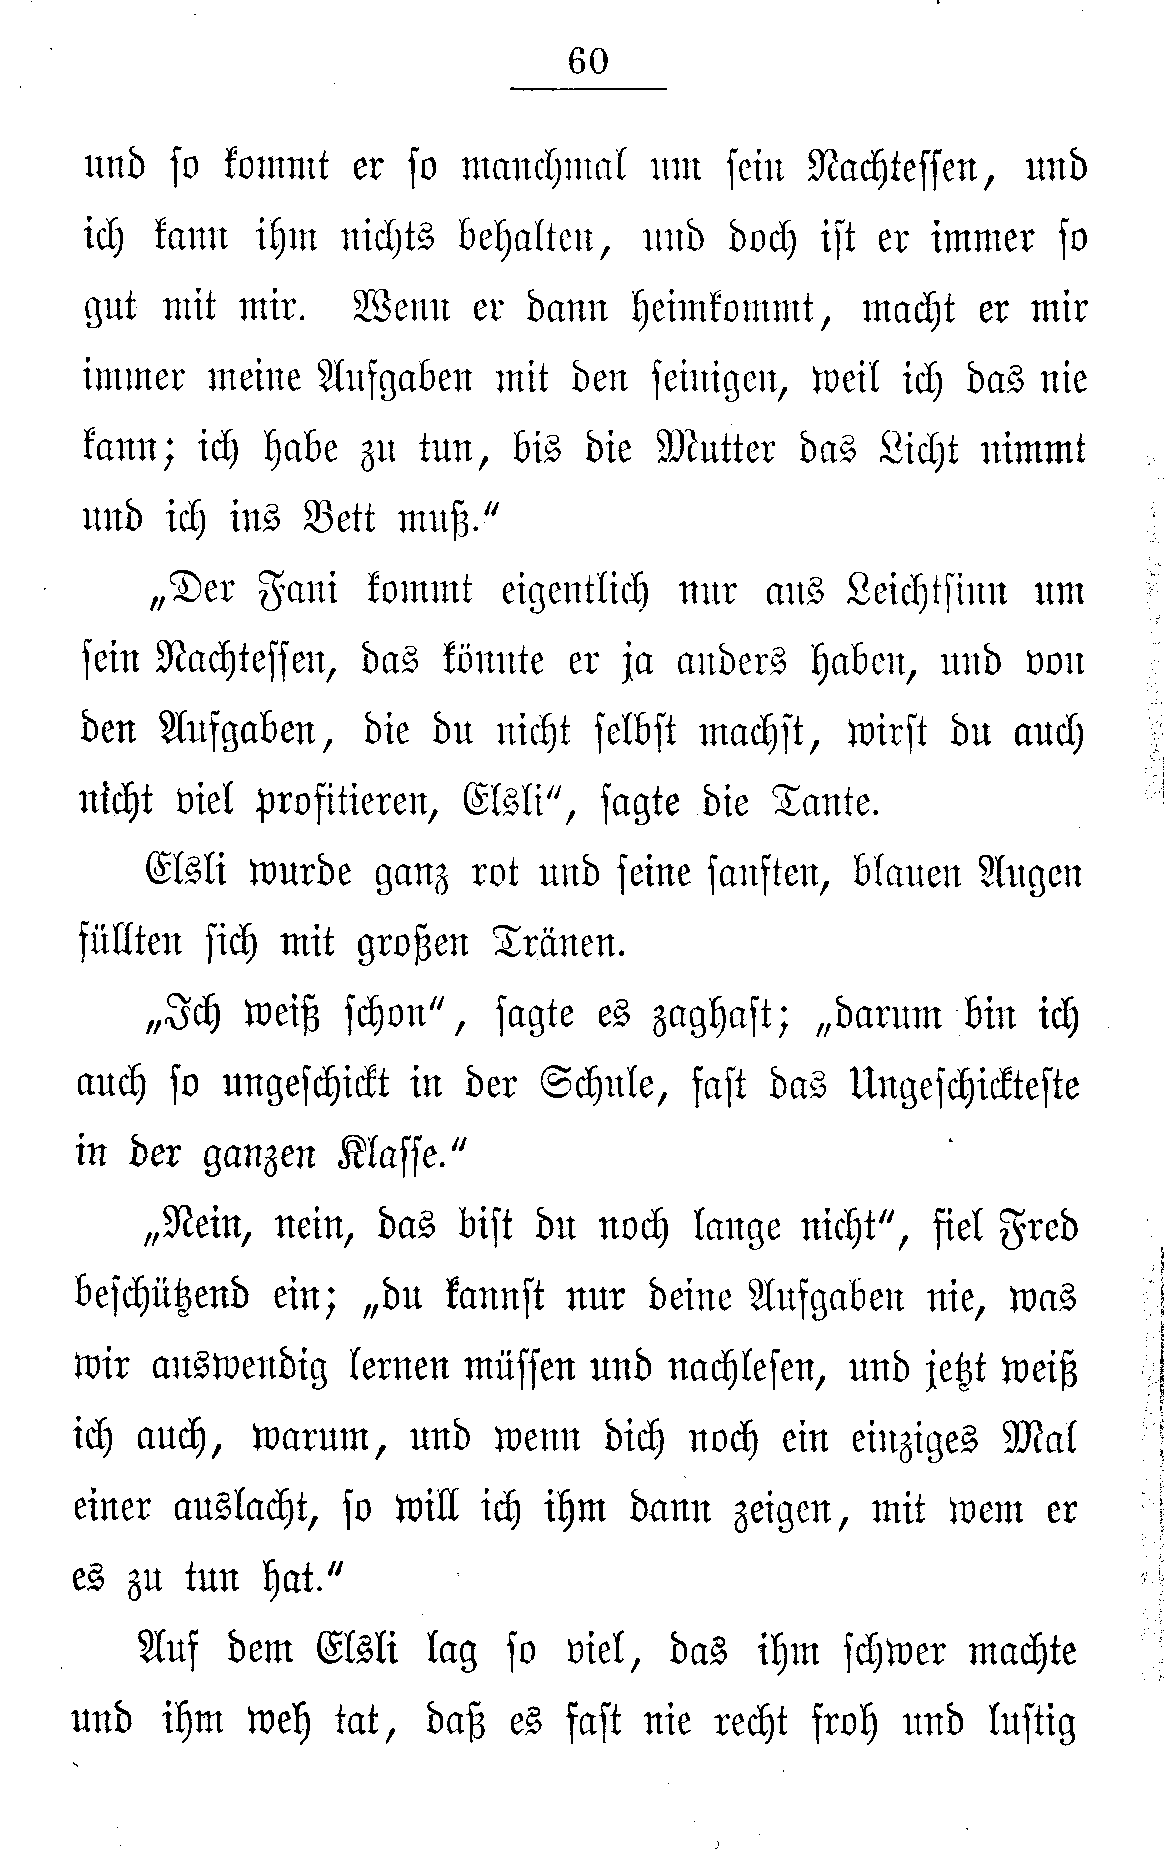 60
und so kommt er so manchmal um sein Nachtessen, und
ich kann ihm nichts behalten, und doch ist er immer so
gut mit mir. Wenn er dann heimkommt, macht er mir
immer meine Aufgaben mit den seinigen, weil ich das nie
kann; ich habe zu tun, bis die Mutter das Licht nimmt
und ich ins Bett muß.“
„Der Fani kommt eigentlich nur aus Leichtsinn um
sein Nachtessen, das könnte er ja anders haben, und von
den Aufgaben, die du nicht selbst machst, wirst du auch
nicht viel profitieren, Elsli“, sagte die Tante.
Elsli wurde ganz rot und seine sanften, blauen Augen
füllten sich mit großen Tränen.
„Ich weiß schon“, sagte es zaghaft; „darum bin ich
auch so ungeschickt in der Schule, fast das Ungeschickteste
in der ganzen Klasse.“
„Nein, nein, das bist du noch lange nicht“, fiel Fred
beschützend ein; „du kannst nur deine Aufgaben nie, was
wir auswendig lernen müssen und nachlesen, und jetzt weiß
ich auch, warum, und wenn dich noch ein einziges Mal
einer auslacht, so will ich ihm dann zeigen, mit wem er
es zu tun hat.“
Auf dem Elsli lag so viel, das ihm schwer machte
und ihm weh tat, daß es fast nie recht froh und lustig